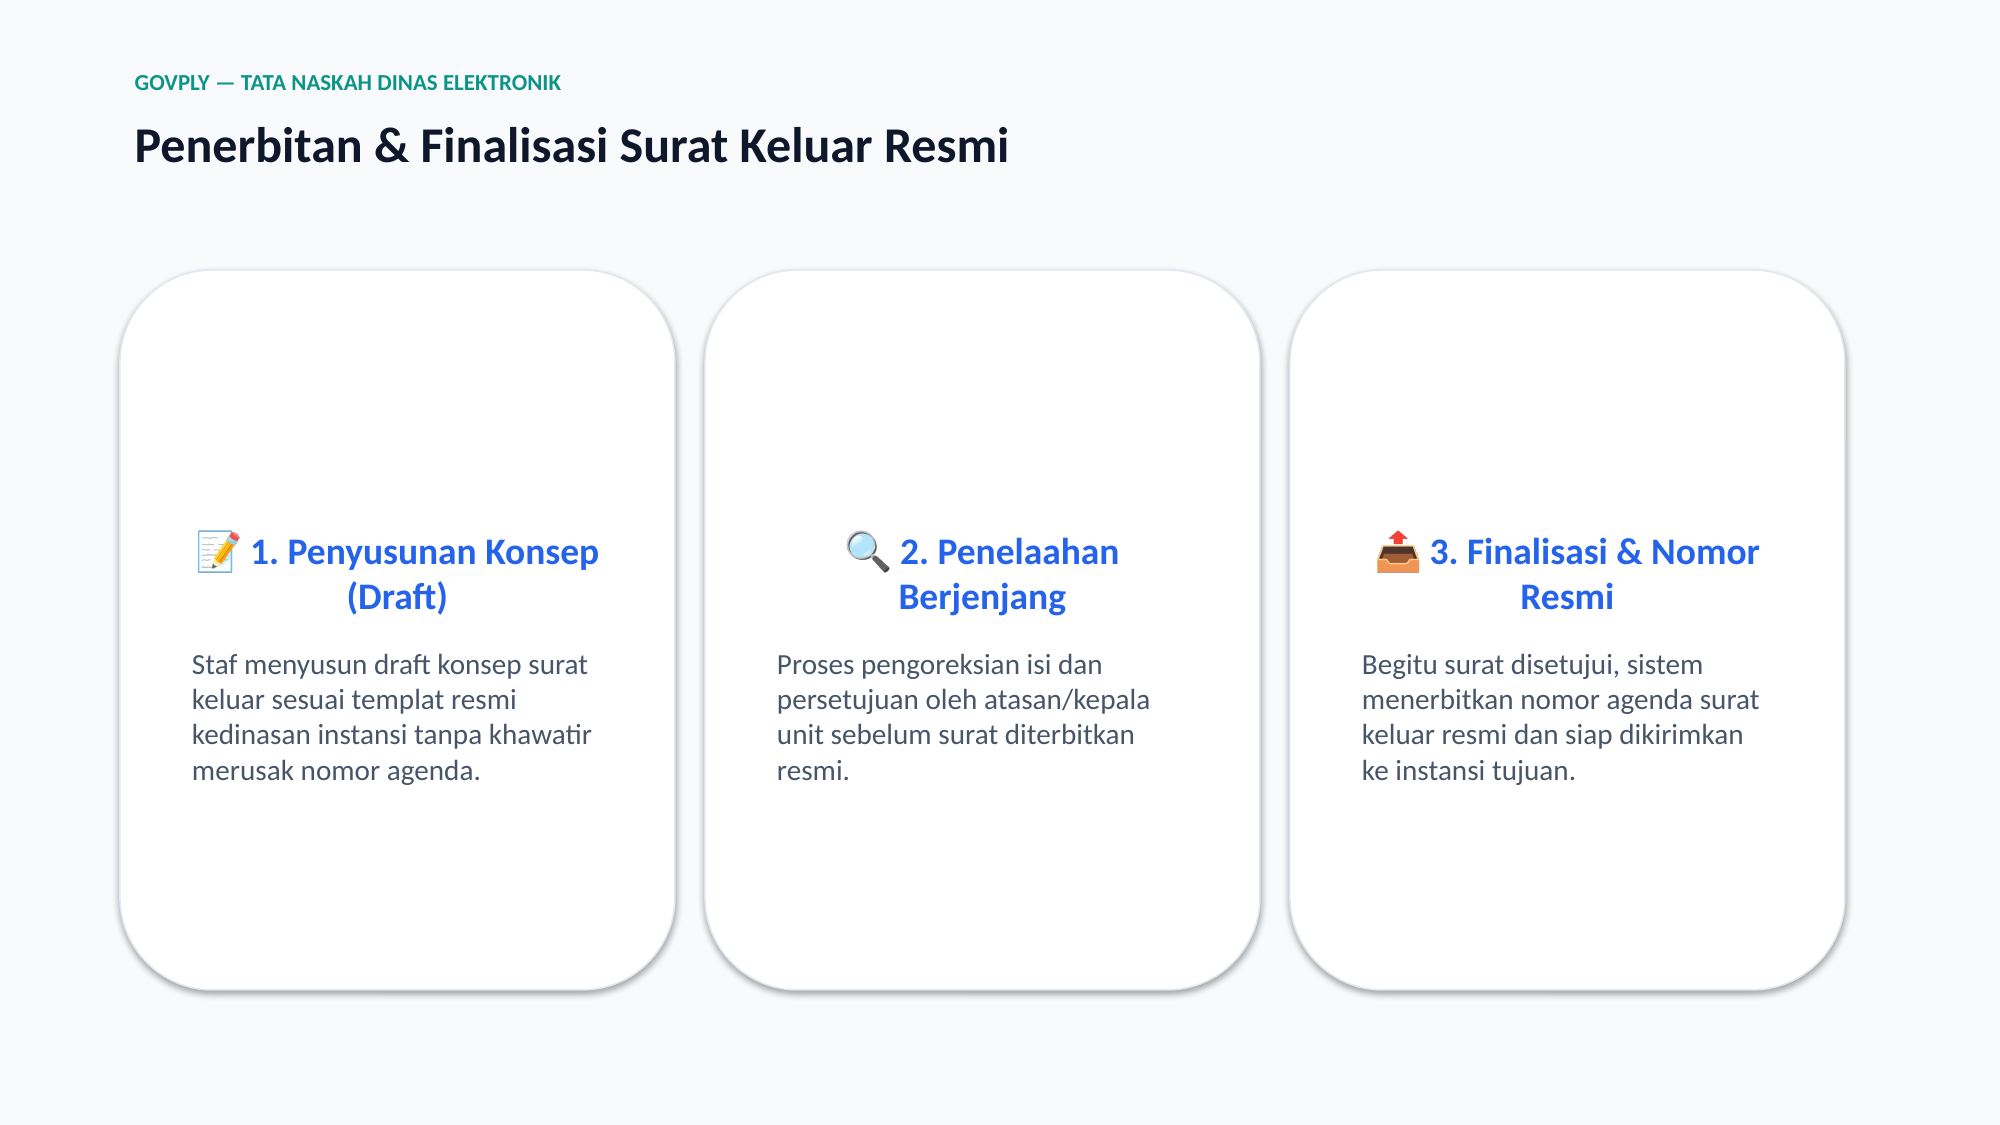 GOVPLY — TATA NASKAH DINAS ELEKTRONIK
Penerbitan & Finalisasi Surat Keluar Resmi
📝 1. Penyusunan Konsep
(Draft)
Staf menyusun draft konsep surat
keluar sesuai templat resmi
kedinasan instansi tanpa khawatir
merusak nomor agenda.
🔍 2. Penelaahan
Berjenjang
Proses pengoreksian isi dan
persetujuan oleh atasan/kepala
unit sebelum surat diterbitkan
resmi.
📤 3. Finalisasi & Nomor
Resmi
Begitu surat disetujui, sistem
menerbitkan nomor agenda surat
keluar resmi dan siap dikirimkan
ke instansi tujuan.